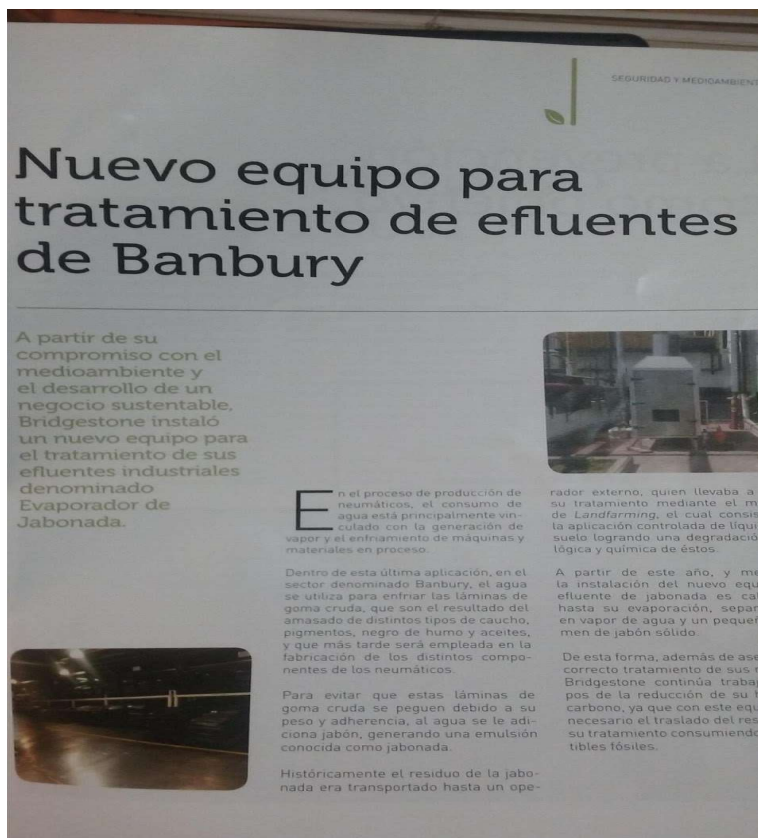 SEGURIDAD Y MEDIOAMBIENT
Nuevo equipo para
tratamiento de efluentes
de Banbury
A partir de su
compromiso con el
medioambiente y
el desarrollo de un
negocio sustentable,
Bridgestone instaló
un nuevo equipo para
el tratamiento de sus
efluentes industriales
denominado
Evaporador de
Jabonada.
En el proceso de producción de
neumáticos, el consumo de
agua está principalmente vin-
culado con la generación de
vapor y el enfriamiento de máquinas y
materiales en proceso.
Dentro de esta última aplicación, en el
sector denominado Banbury, el agua
se utiliza para enfriar las láminas de
goma cruda, que son el resultado del
amasado de distintos tipos de caucho,
pigmentos, negro de humo y aceites,
y que más tarde será empleada en la
fabricación de los distintos compo-
nentes de los neumáticos.
Para evitar que estas láminas de
goma cruda se peguen debido a su
peso y adherencia, al agua se le adi-
ciona jabón, generando una emulsión
conocida como jabonada.
Históricamente el residuo de la jabo-
nada era transportado hasta un ope-
rador externo, quien llevaba a
su tratamiento mediante el m
de Landfarming, el cual consis
la aplicación controlada de líqui
suelo logrando una degradació
lógica y química de éstos.
A partir de este año, y me
la instalación del nuevo equ
efluente de jabonada es cal
hasta su evaporación, separ
en vapor de agua y un pequeñ
men de jabón sólido.
De esta forma, además de ase
correcto tratamiento de sus
Bridgestone continúa traba
pos de la reducción de su
carbono, ya que con este equ
necesario el traslado del res
su tratamiento consumiendo
tibles fósiles.